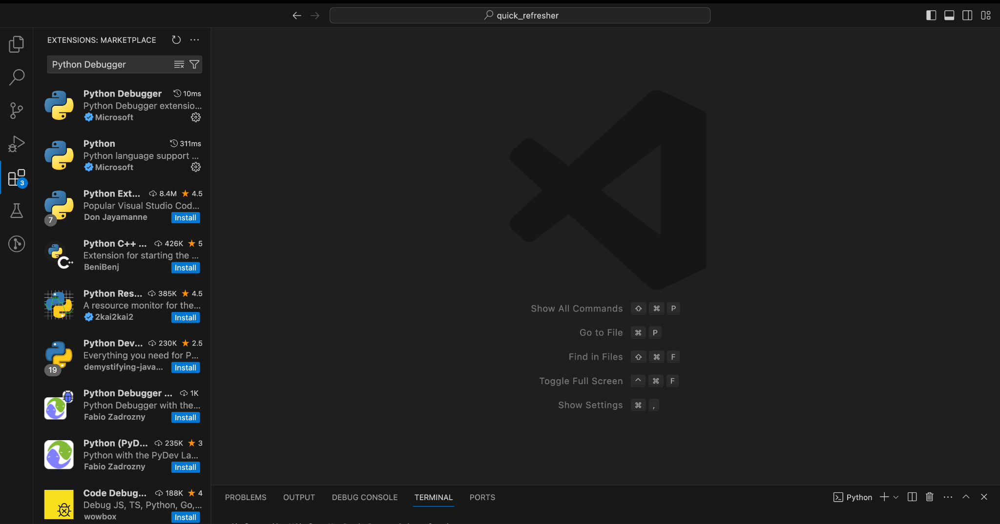 quick_refresher
EXTENSIONS: MARKETPLACE
Python Debugger
Python Debugger 10ms
Python Debugger extensio...
Microsoft
Python 311ms
Python language support ...
Microsoft
3
Python Ext... 8.4M 4.5
Popular Visual Studio Cod...
Don Jayamanne Install
7
Python C++ ... 426K 5
Extension for starting the ...
C++
BeniBenj Install
Python Res... 385K 4.5
A resource monitor for the...
2kai2kai2 Install
Python Dev... 230K 2.5
Everything you need for P...
demystifying-java... Install
19
Python Debugger ... 1K
Python Debugger with the...
Fabio Zadrozny Install
Python (PyD... 235K 3
Python with the PyDev La...
Fabio Zadrozny Install
Code Debug... 188K 4
Debug JS, TS, Python, Go,...
wowbox Install
Show All Commands ⇧ ⌘ P
Go to File ⌘ P
Find in Files ⇧ ⌘ F
Toggle Full Screen ^ ⌘ F
Show Settings ⌘ ,
PROBLEMS OUTPUT DEBUG CONSOLE TERMINAL PORTS Python